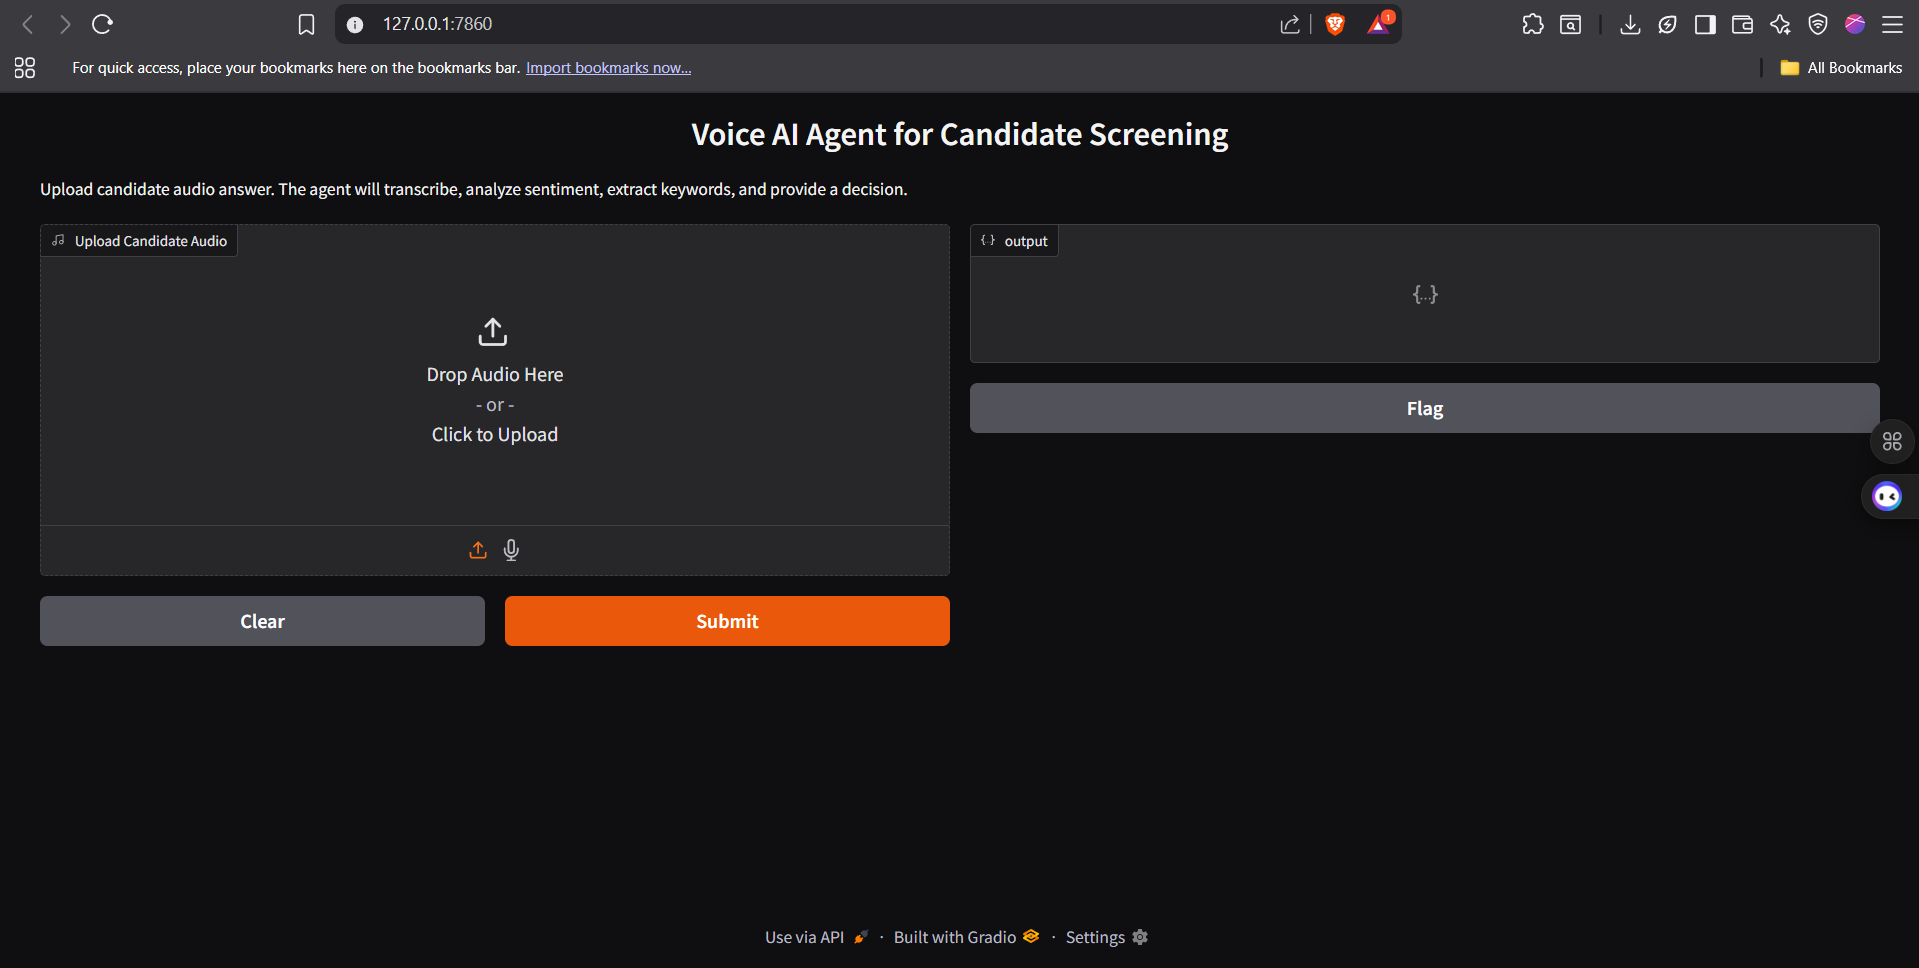 127.0.0.1:7860
1
For quick access, place your bookmarks here on the bookmarks bar. Import bookmarks now...
All Bookmarks
Voice AI Agent for Candidate Screening
Upload candidate audio answer. The agent will transcribe, analyze sentiment, extract keywords, and provide a decision.
Upload Candidate Audio
Drop Audio Here
- or -
Click to Upload
Clear
Submit
{..} output
{...}
Flag
Use via API · Built with Gradio · Settings